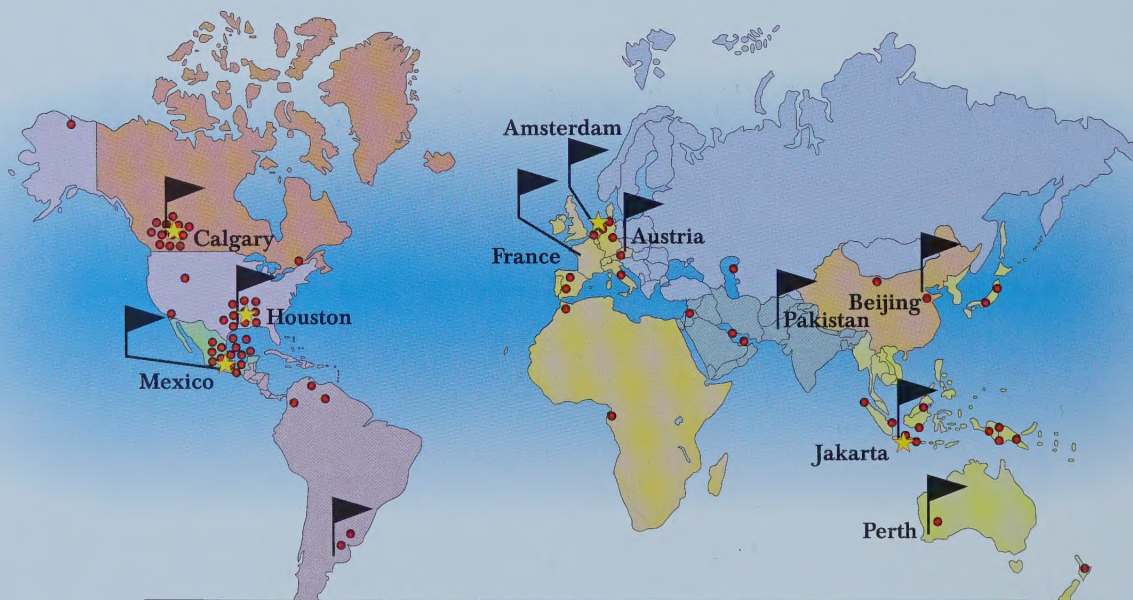 Amsterdam
Calgary
France
Austria
Beijing
Pakistan
Houston
Mexico
Jakarta
Perth